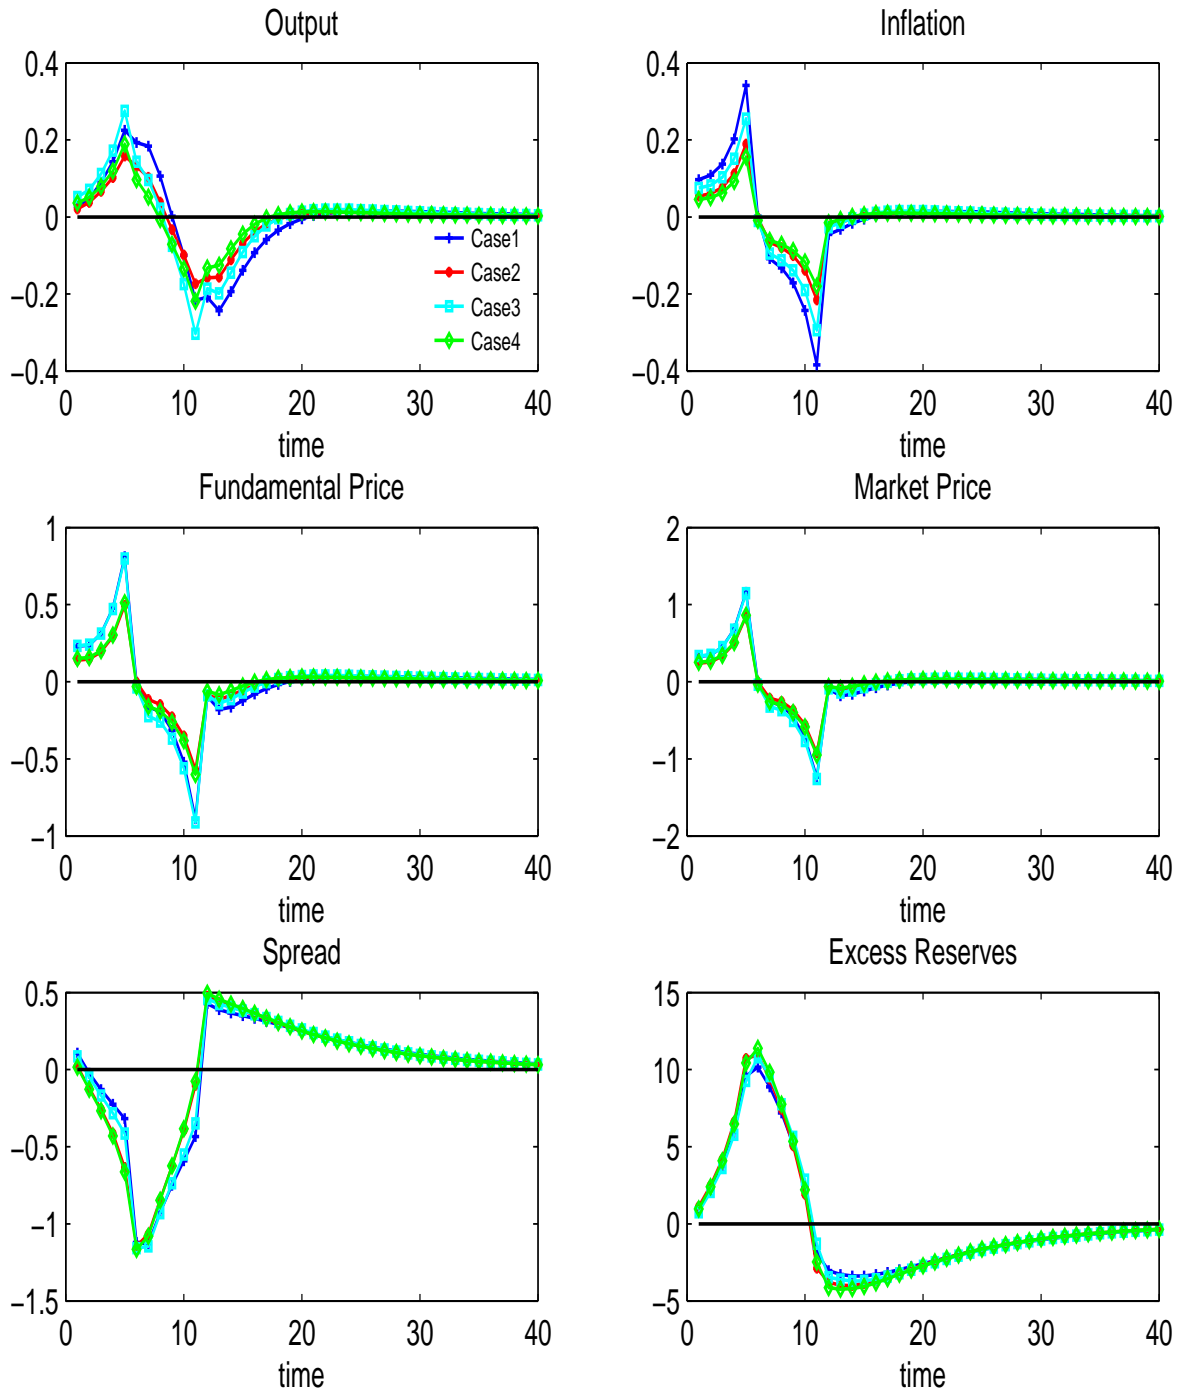 Output
0.4
0.2
0
−0.2
−0.4
0 10 20 30 40
time
Case1
Case2
Case3
Case4
Inflation
0.4
0.2
0
−0.2
−0.4
0 10 20 30 40
time
Fundamental Price
1
0.5
0
−0.5
−1
0 10 20 30 40
time
Market Price
2
1
0
−1
−2
0 10 20 30 40
time
Spread
0.5
0
−0.5
−1
−1.5
0 10 20 30 40
time
Excess Reserves
15
10
5
0
−5
0 10 20 30 40
time